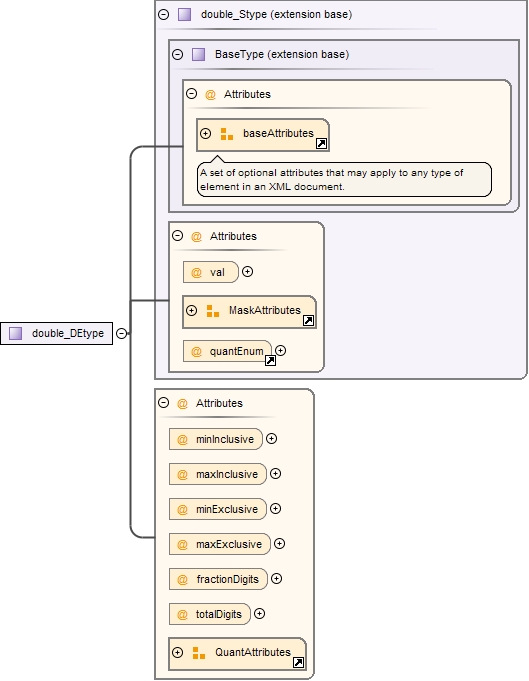 double_Stype (extension base)
BaseType (extension base)
@ Attributes
baseAttributes
A set of optional attributes that may apply to any type of
element in an XML document.
@ Attributes
@ val
MaskAttributes
@ quantEnum
double_DEtype
@ Attributes
@ minInclusive
@ maxInclusive
@ minExclusive
@ maxExclusive
@ fractionDigits
@ totalDigits
QuantAttributes